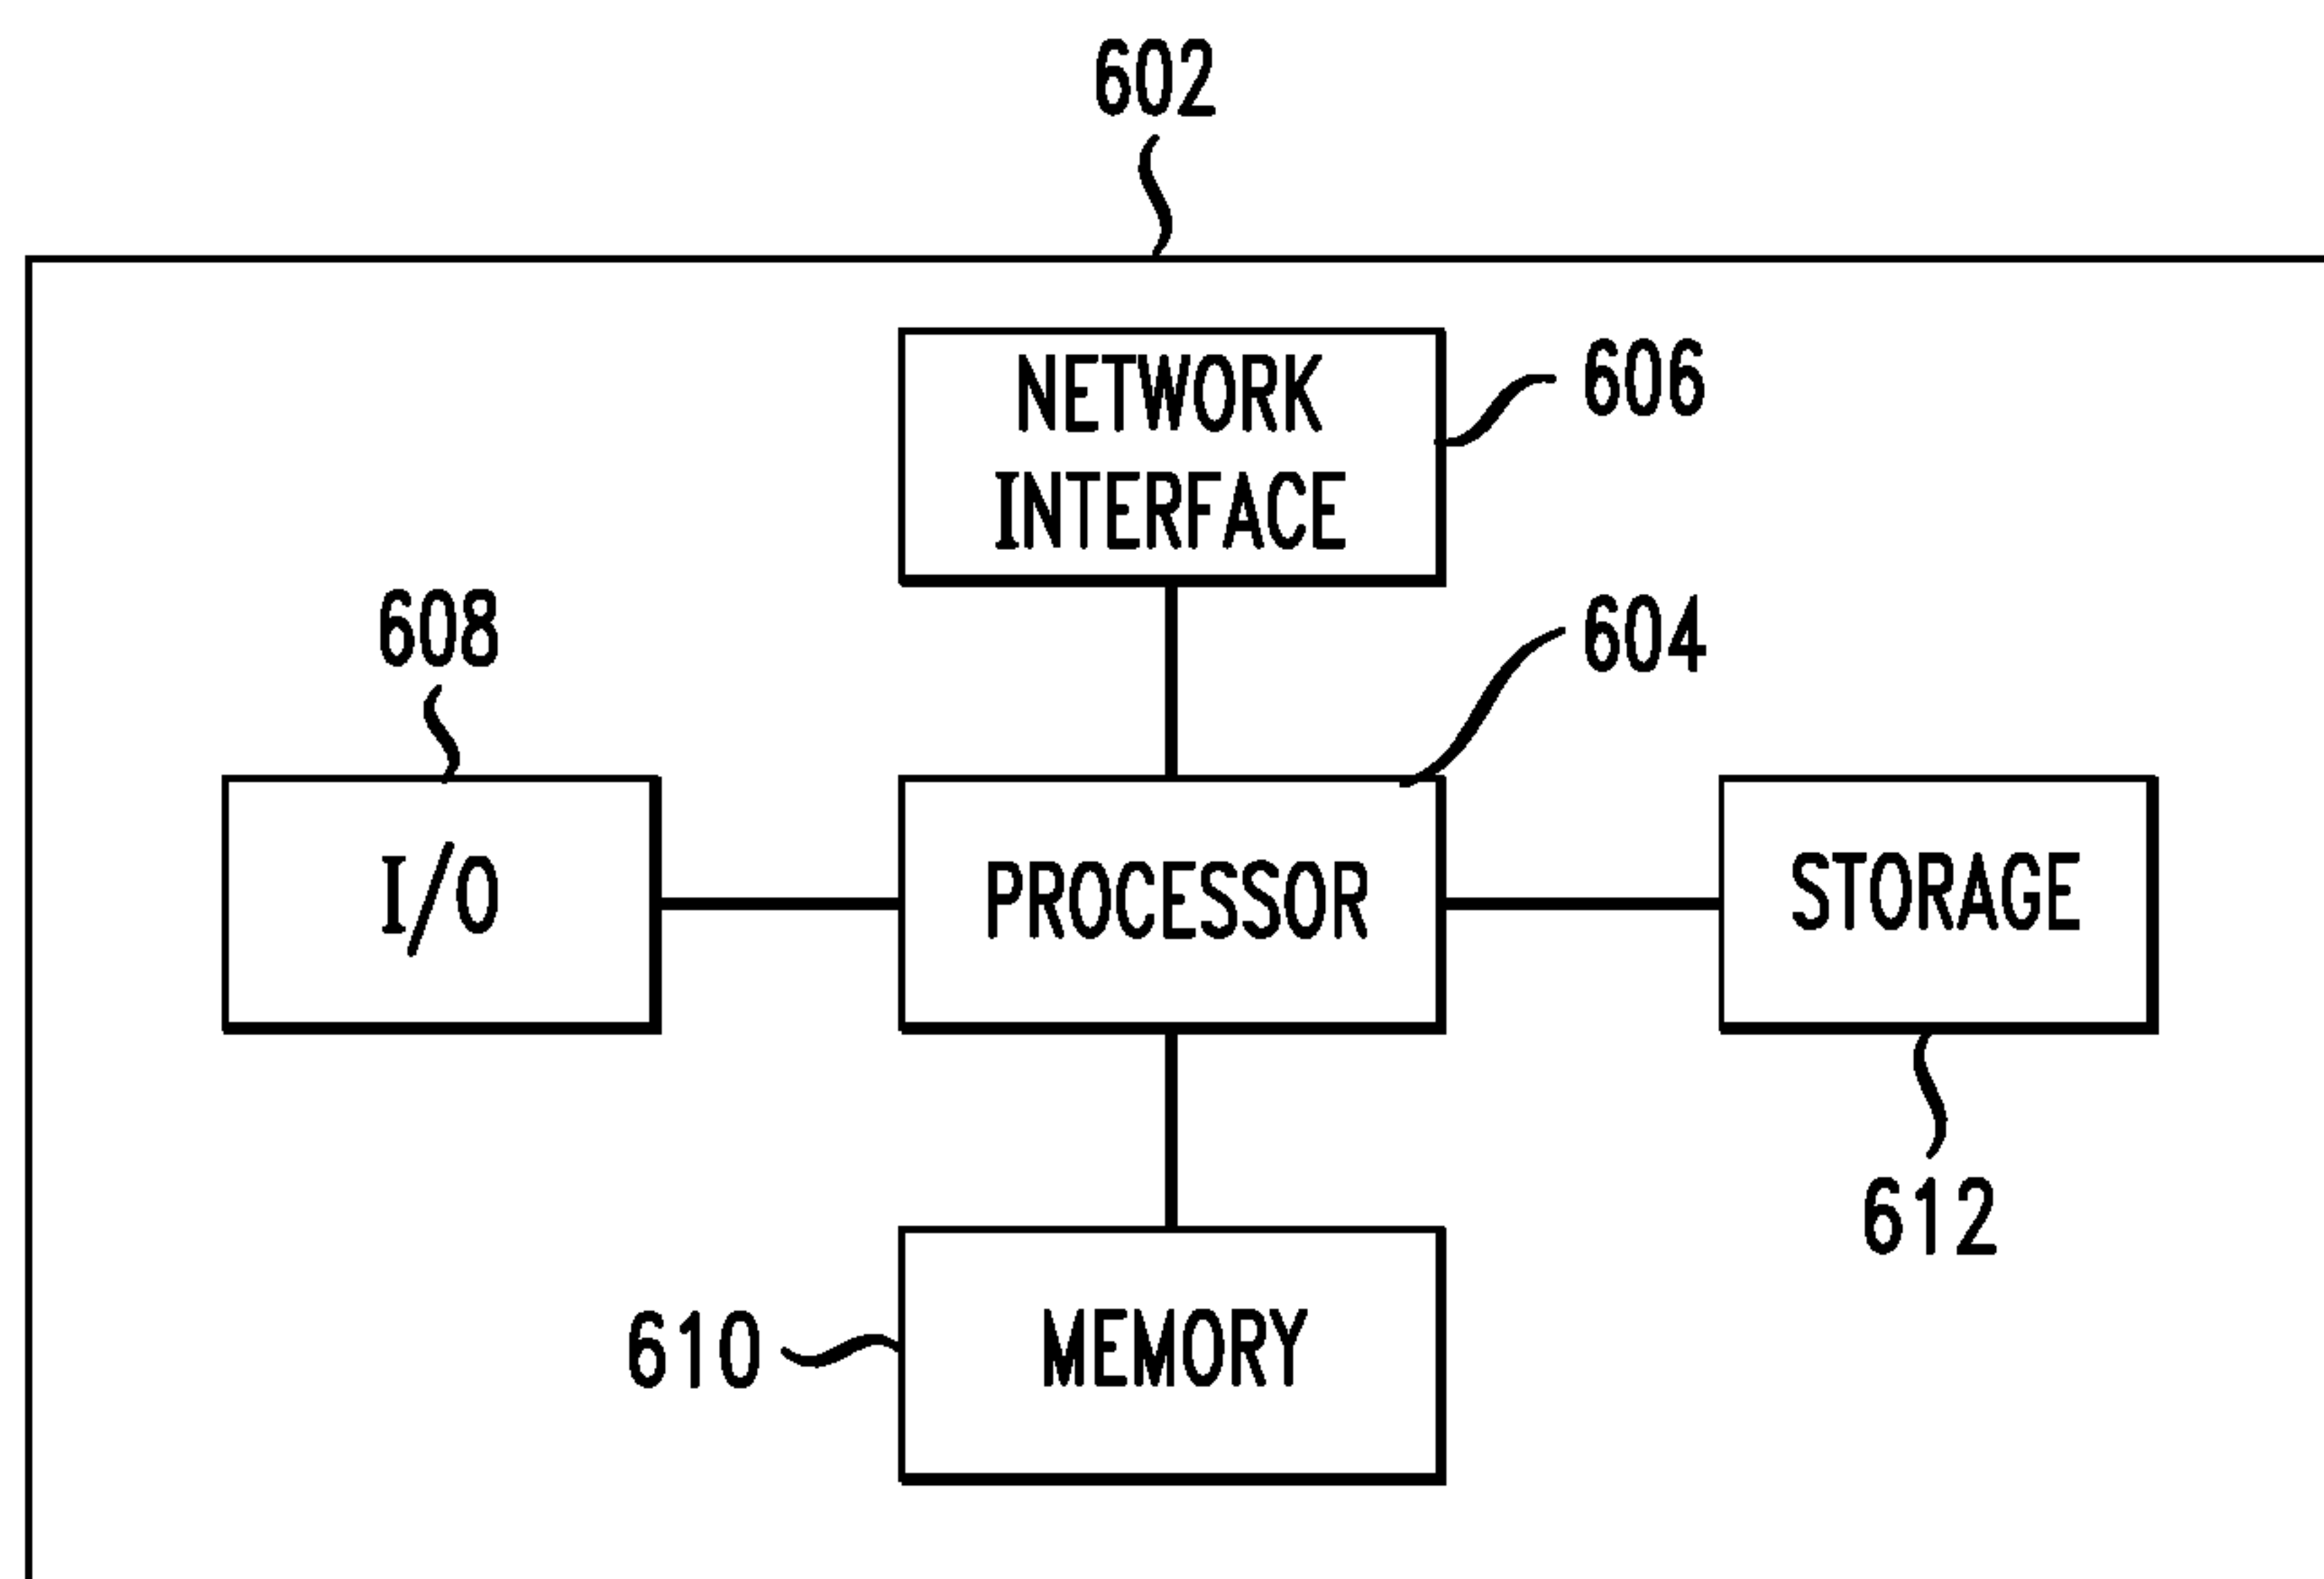 602
NETWORK
INTERFACE
606
608
604
I/O
PROCESSOR
STORAGE
612
610
MEMORY